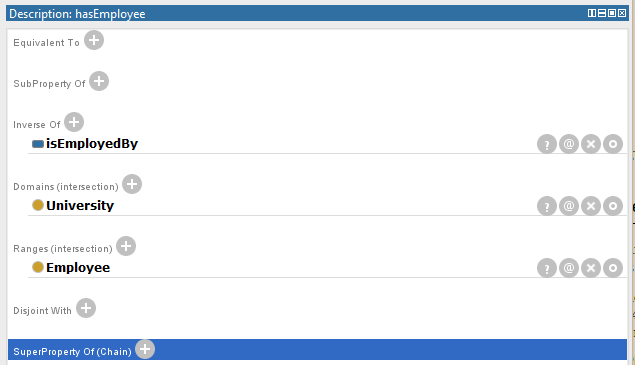 Description: hasEmployee
Equivalent To
SubProperty Of
Inverse Of
isEmployedBy
Domains (intersection)
University
Ranges (intersection)
Employee
Disjoint With
SuperProperty Of (Chain)